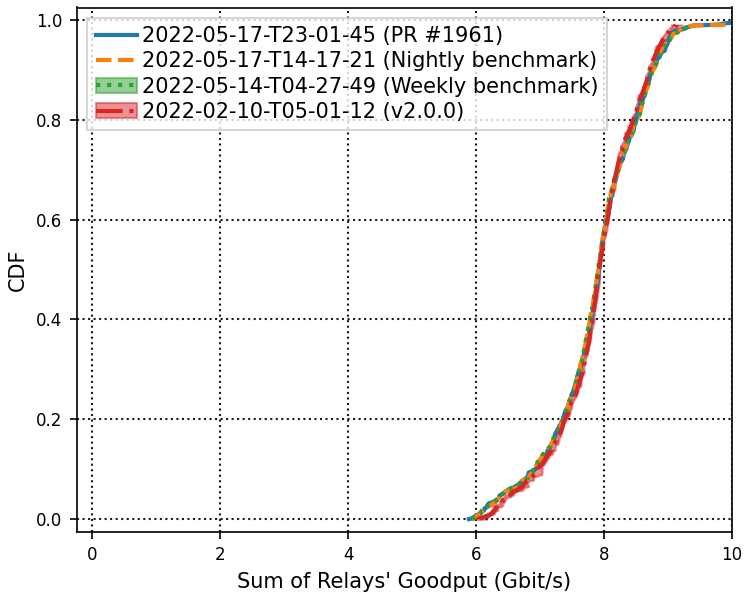 1.0
0.8
0.6
0.4
0.2
0.0
CDF
2022-05-17-T23-01-45 (PR #1961)
2022-05-17-T14-17-21 (Nightly benchmark)
2022-05-14-T04-27-49 (Weekly benchmark)
2022-02-10-T05-01-12 (v2.0.0)
0 2 4 6 8 10
Sum of Relays' Goodput (Gbit/s)